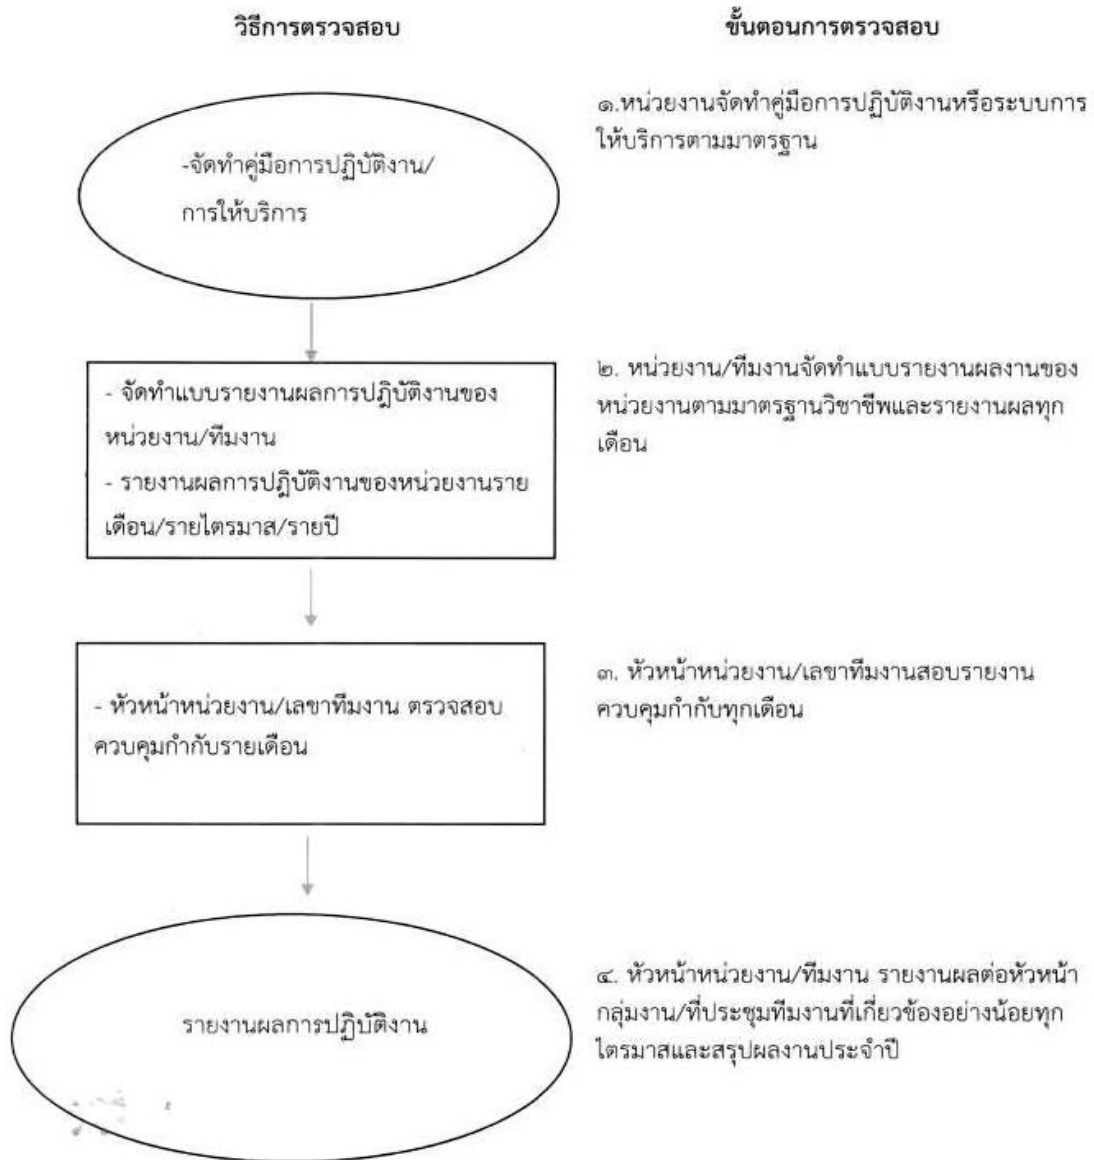 วิธีการตรวจสอบ
ขั้นตอนการตรวจสอบ
-จัดทำคู่มือการปฏิบัติงาน/
การให้บริการ
๑.หน่วยงานจัดทำคู่มือการปฏิบัติงานหรือระบบการ
ให้บริการตามมาตรฐาน
- จัดทำแบบรายงานผลการปฏิบัติงานของ
หน่วยงาน/ทีมงาน
- รายงานผลการปฏิบัติงานของหน่วยงานราย
เดือน/รายไตรมาส/รายปี
๒. หน่วยงาน/ทีมงานจัดทำแบบรายงานผลงานของ
หน่วยงานตามมาตรฐานวิชาชีพและรายงานผลทุก
เดือน
- หัวหน้าหน่วยงาน/เลขาทีมงาน ตรวจสอบ
ควบคุมกำกับรายเดือน
๓. หัวหน้าหน่วยงาน/เลขาทีมงานสอบรายงาน
ควบคุมกำกับทุกเดือน
รายงานผลการปฏิบัติงาน
๔. หัวหน้าหน่วยงาน/ทีมงาน รายงานผลต่อหัวหน้า
กลุ่มงาน/ที่ประชุมทีมงานที่เกี่ยวข้องอย่างน้อยทุก
ไตรมาสและสรุปผลงานประจำปี